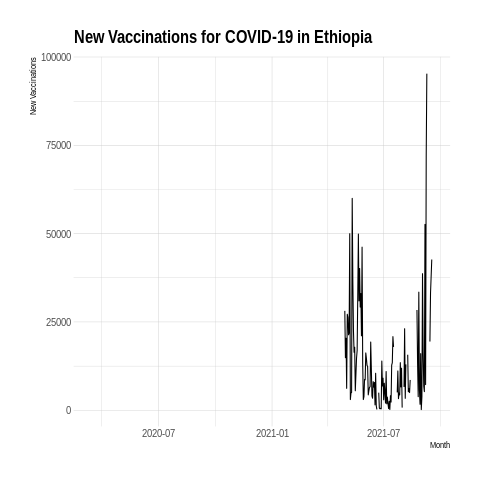 New Vaccinations for COVID-19 in Ethiopia
New Vaccinations
100000
75000
50000
25000
0
2020-07 2021-01 2021-07
Month